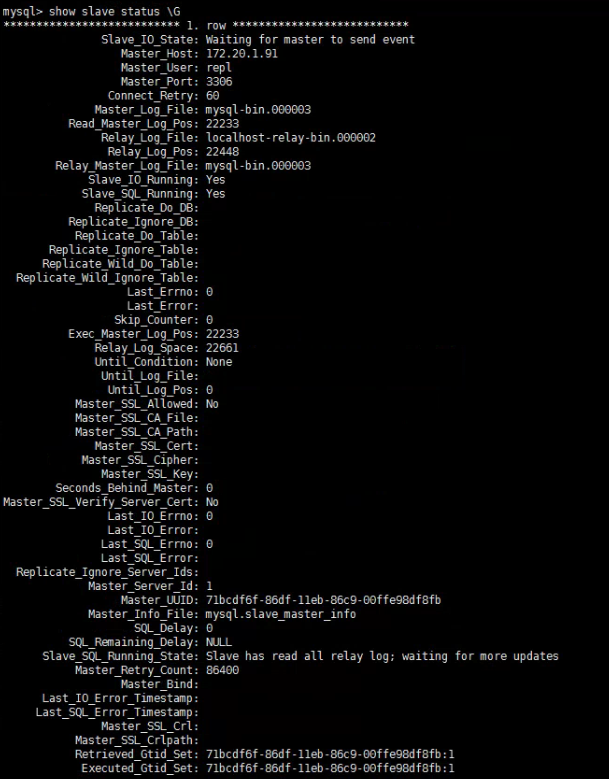 mysql> show slave status \G
*************************** 1. row ***************************
Slave_IO_State: Waiting for master to send event
Master_Host: 172.20.1.91
Master_User: repl
Master_Port: 3306
Connect_Retry: 60
Master_Log_File: mysql-bin.000003
Read_Master_Log_Pos: 22233
Relay_Log_File: localhost-relay-bin.000002
Relay_Log_Pos: 22448
Relay_Master_Log_File: mysql-bin.000003
Slave_IO_Running: Yes
Slave_SQL_Running: Yes
Replicate_Do_DB:
Replicate_Ignore_DB:
Replicate_Do_Table:
Replicate_Ignore_Table:
Replicate_Wild_Do_Table:
Replicate_Wild_Ignore_Table:
Last_Errno: 0
Last_Error:
Skip_Counter: 0
Exec_Master_Log_Pos: 22233
Relay_Log_Space: 22661
Until_Condition: None
Until_Log_File:
Until_Log_Pos: 0
Master_SSL_Allowed: No
Master_SSL_CA_File:
Master_SSL_CA_Path:
Master_SSL_Cert:
Master_SSL_Cipher:
Master_SSL_Key:
Seconds_Behind_Master: 0
Master_SSL_Verify_Server_Cert: No
Last_IO_Errno: 0
Last_IO_Error:
Last_SQL_Errno: 0
Last_SQL_Error:
Replicate_Ignore_Server_Ids:
Master_Server_Id: 1
Master_UUID: 71bcdf6f-86df-11eb-86c9-00ffe98df8fb
Master_Info_File: mysql.slave_master_info
SQL_Delay: 0
SQL_Remaining_Delay: NULL
Slave_SQL_Running_State: Slave has read all relay log; waiting for more updates
Master_Retry_Count: 86400
Master_Bind:
Last_IO_Error_Timestamp:
Last_SQL_Error_Timestamp:
Master_SSL_Crl:
Master_SSL_Crlpath:
Retrieved_Gtid_Set: 71bcdf6f-86df-11eb-86c9-00ffe98df8fb:1
Executed_Gtid_Set: 71bcdf6f-86df-11eb-86c9-00ffe98df8fb:1